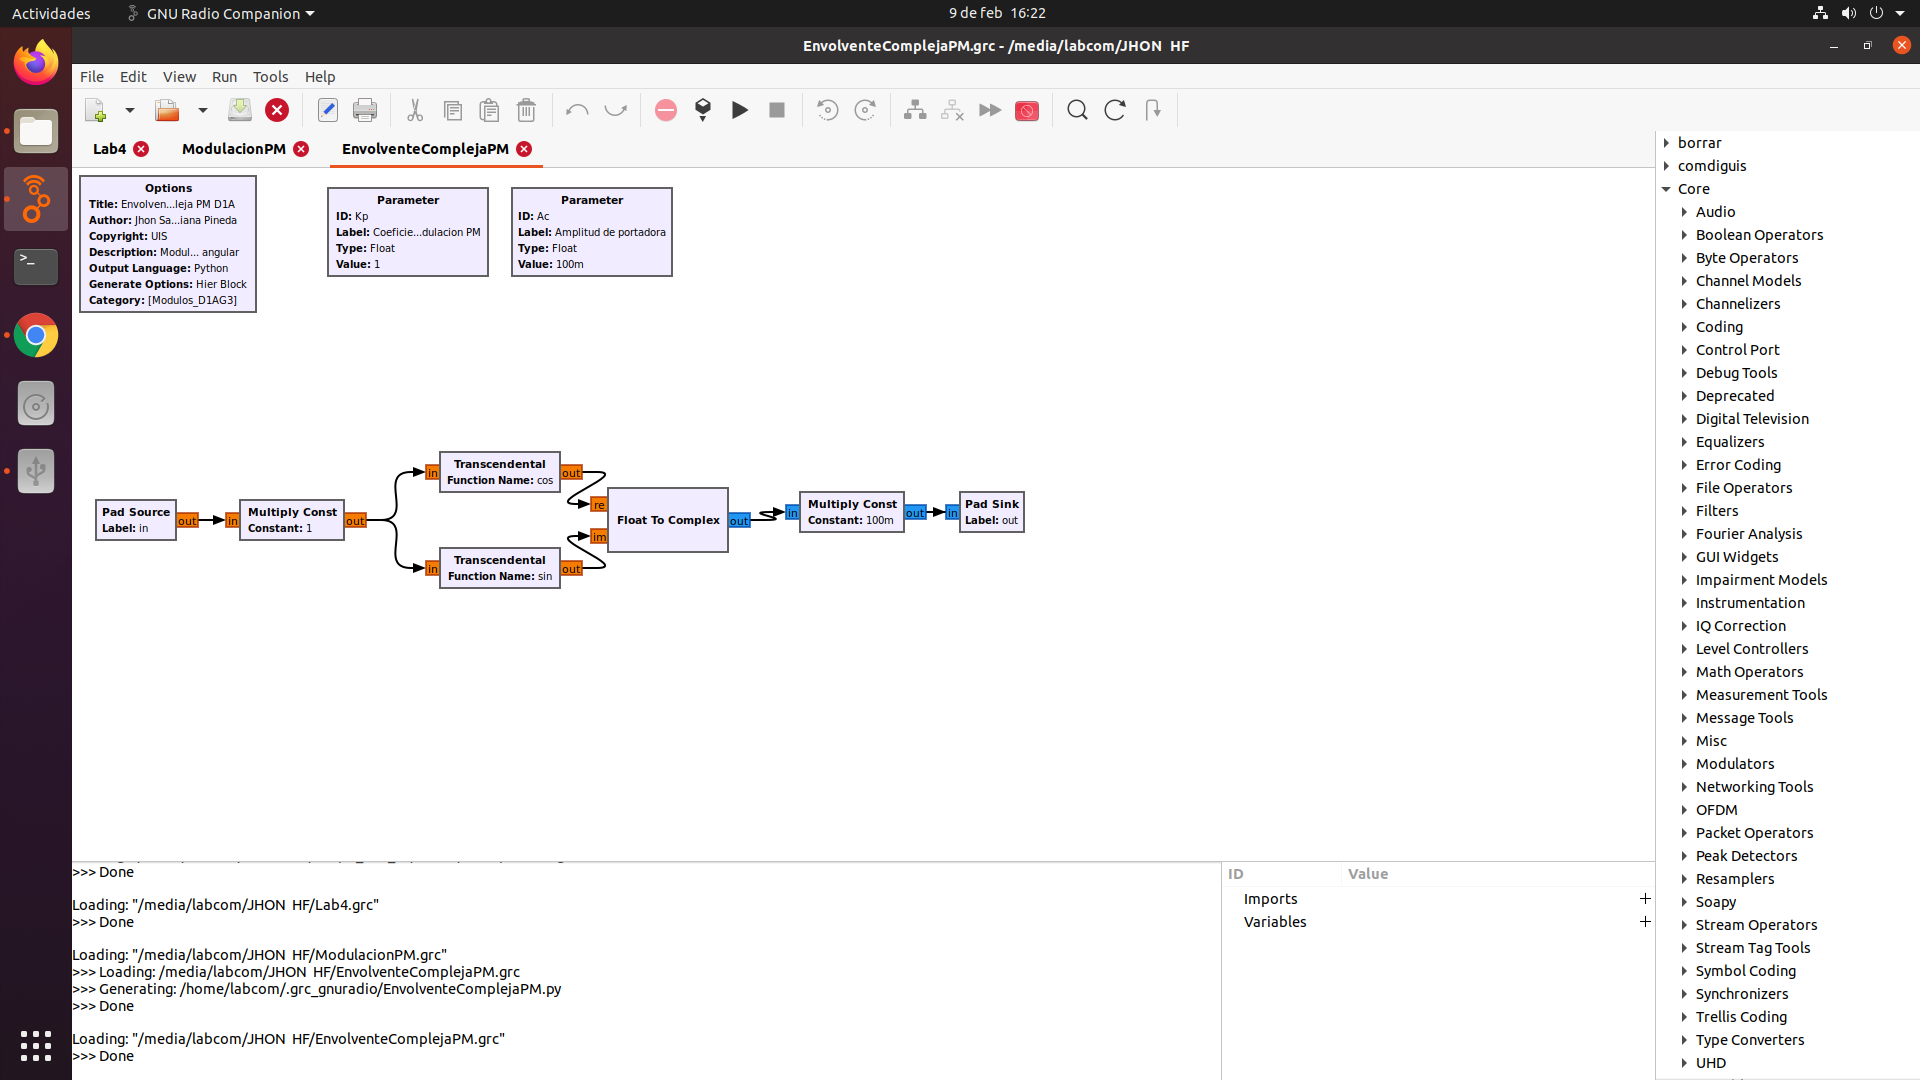 Actividades
GNU Radio Companion
9 de feb 16:22
EnvolventeComplejaPM.grc - /media/labcom/JHON HF
File Edit View Run Tools Help
Lab4
ModulacionPM
EnvolventeComplejaPM
Options
Title: Envolven...leja PM D1A
Author: Jhon Sa...iana Pineda
Copyright: UIS
Description: Modul... angular
Output Language: Python
Generate Options: Hier Block
Category: [Modulos_D1AG3]
Parameter
ID: Kp
Label: Coeficie...dulacion PM
Type: Float
Value: 1
Parameter
ID: Ac
Label: Amplitud de portadora
Type: Float
Value: 100m
Pad Source
Label: in
out
in
Multiply Const
Constant: 1
out
in
Transcendental
Function Name: cos
out
in
Transcendental
Function Name: sin
out
re
im
Float To Complex
out
in
Multiply Const
Constant: 100m
out
in
Pad Sink
Label: out
borrar
comdiguis
Core
Audio
Boolean Operators
Byte Operators
Channel Models
Channelizers
Coding
Control Port
Debug Tools
Deprecated
Digital Television
Equalizers
Error Coding
File Operators
Filters
Fourier Analysis
GUI Widgets
Impairment Models
Instrumentation
IQ Correction
Level Controllers
Math Operators
Measurement Tools
Message Tools
Misc
Modulators
Networking Tools
OFDM
Packet Operators
Peak Detectors
Resamplers
Soapy
Stream Operators
Stream Tag Tools
Symbol Coding
Synchronizers
Trellis Coding
Type Converters
UHD
>>> Done
Loading: "/media/labcom/JHON HF/Lab4.grc"
>>> Done
Loading: "/media/labcom/JHON HF/ModulacionPM.grc"
>>> Loading: /media/labcom/JHON HF/EnvolventeComplejaPM.grc
>>> Generating: /home/labcom/.grc_gnuradio/EnvolventeComplejaPM.py
>>> Done
Loading: "/media/labcom/JHON HF/EnvolventeComplejaPM.grc"
>>> Done
ID Value
Imports
Variables